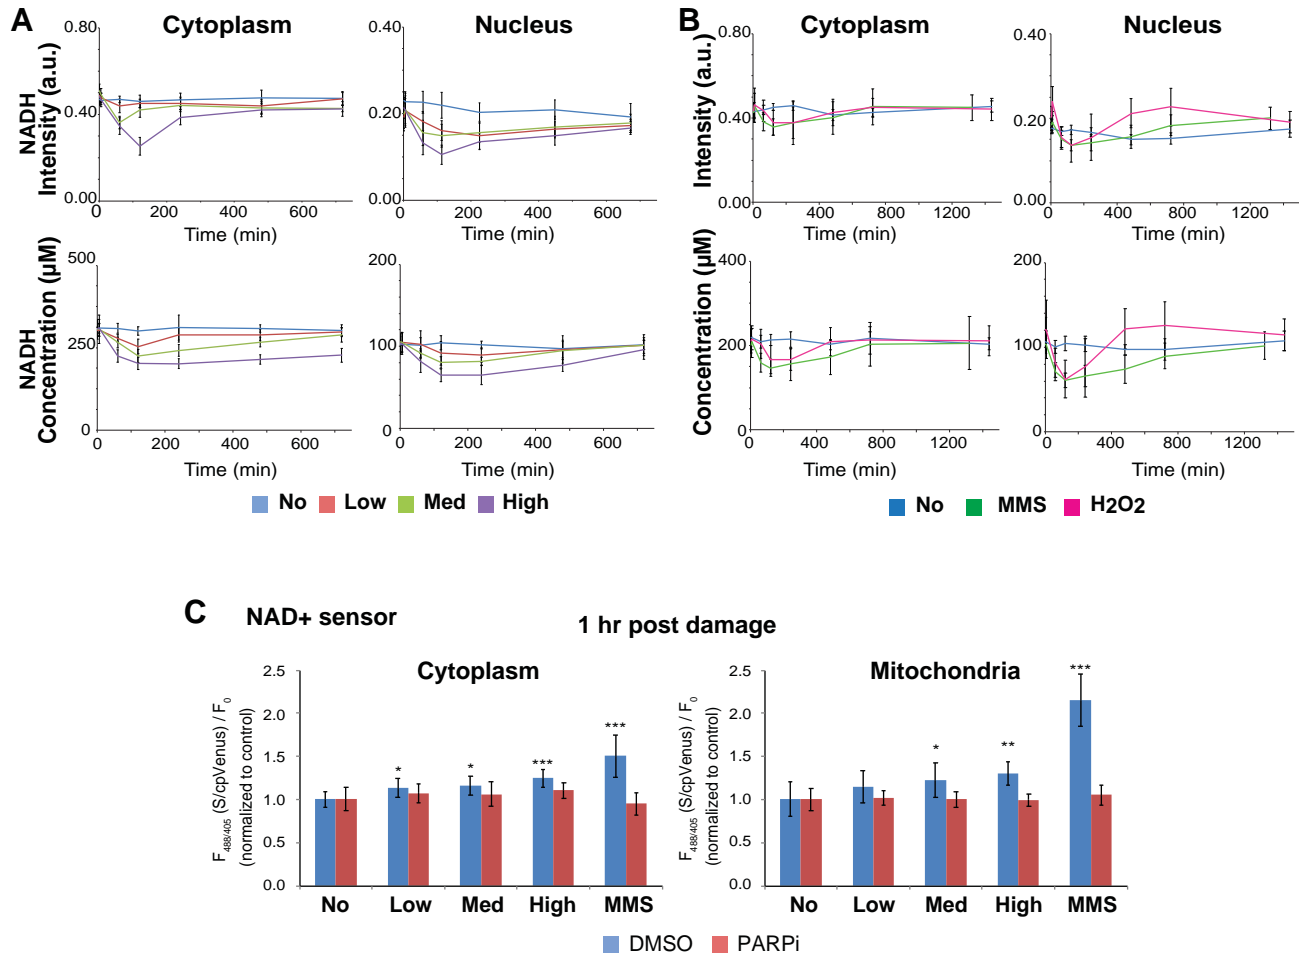 A
Cytoplasm
Nucleus
NADH
Intensity (a.u.)
0.80
0.40
0.00
0 200 400 600
Time (min)
0.40
0.20
0.00
0 200 400 600
Time (min)
NADH
Concentration (µM)
500
250
0
0 200 400 600
Time (min)
200
100
0
0 200 400 600
Time (min)
No Low Med High
B
Cytoplasm
Nucleus
Intensity (a.u.)
0.80
0.40
0.00
0 400 800 1200
Time (min)
0.40
0.20
0.00
0 400 800 1200
Time (min)
Concentration (µM)
400
200
0
0 400 800 1200
Time (min)
200
100
0
0 400 800 1200
Time (min)
No MMS H2O2
C
NAD+ sensor
1 hr post damage
Cytoplasm
F488/405 (S/cpVenus) / F0
(normalized to control)
2.5
2.0
1.5
1.0
0.5
0.0
* * *** ***
No Low Med High MMS
Mitochondria
F488/405 (S/cpVenus) / F0
(normalized to control)
2.5
2.0
1.5
1.0
0.5
0.0
* ** ***
No Low Med High MMS
DMSO PARPi